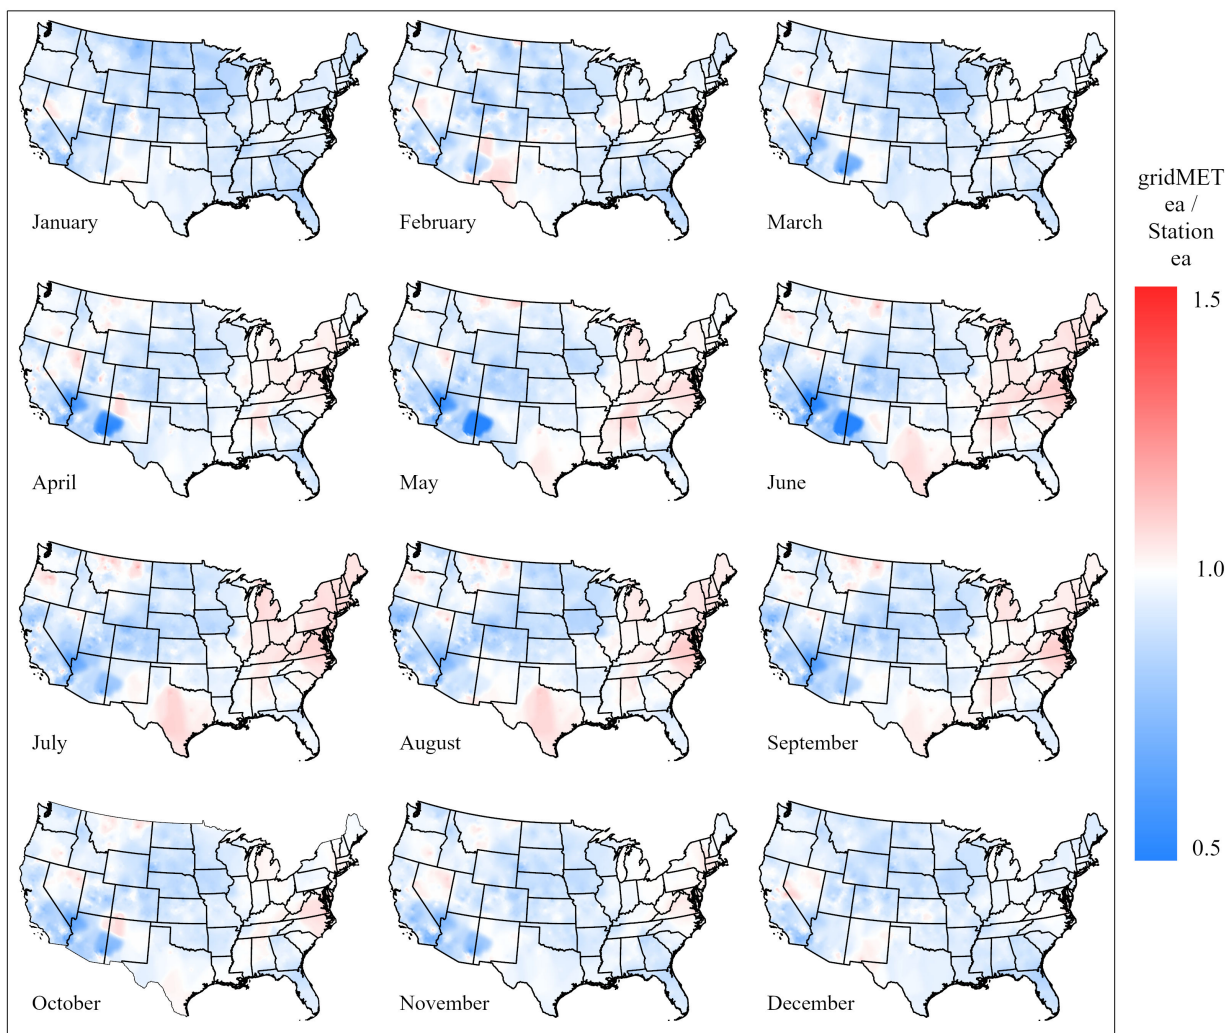 January
February
March
gridMET
ea /
Station
ea
1.5
1.0
0.5
April
May
June
July
August
September
October
November
December